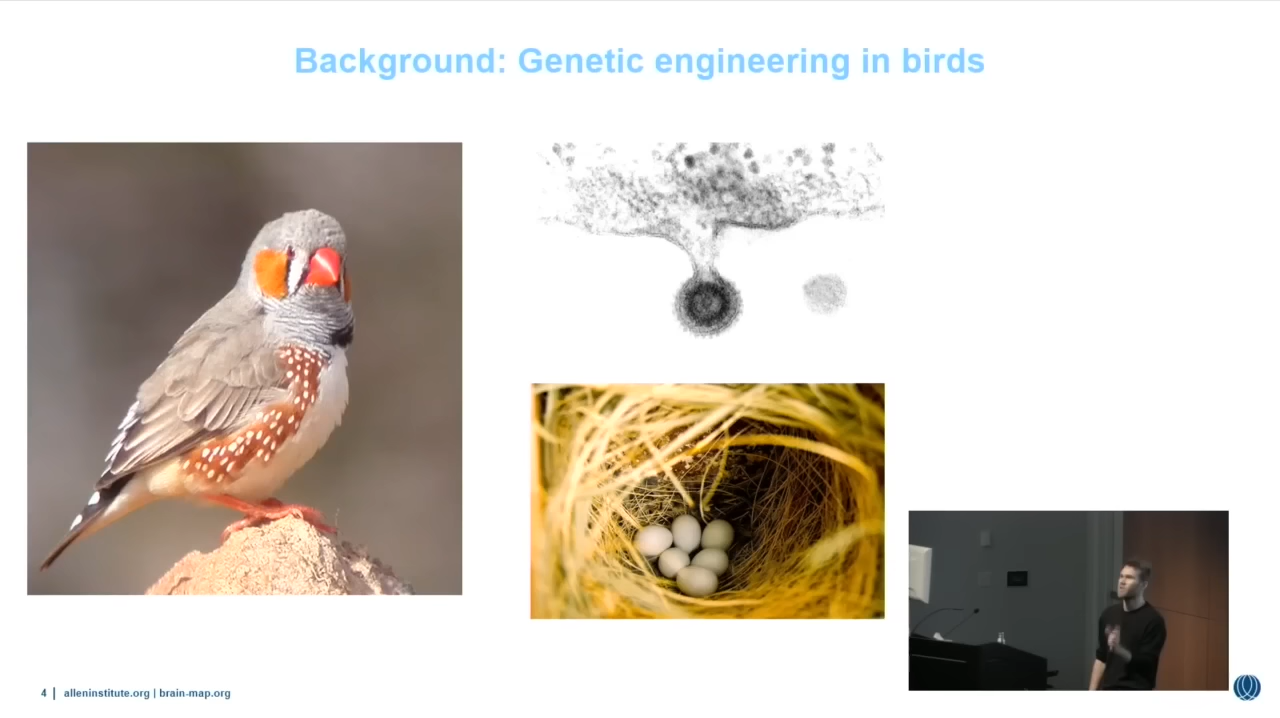 Background: Genetic engineering in birds
4 | alleninstitute.org | brain-map.org